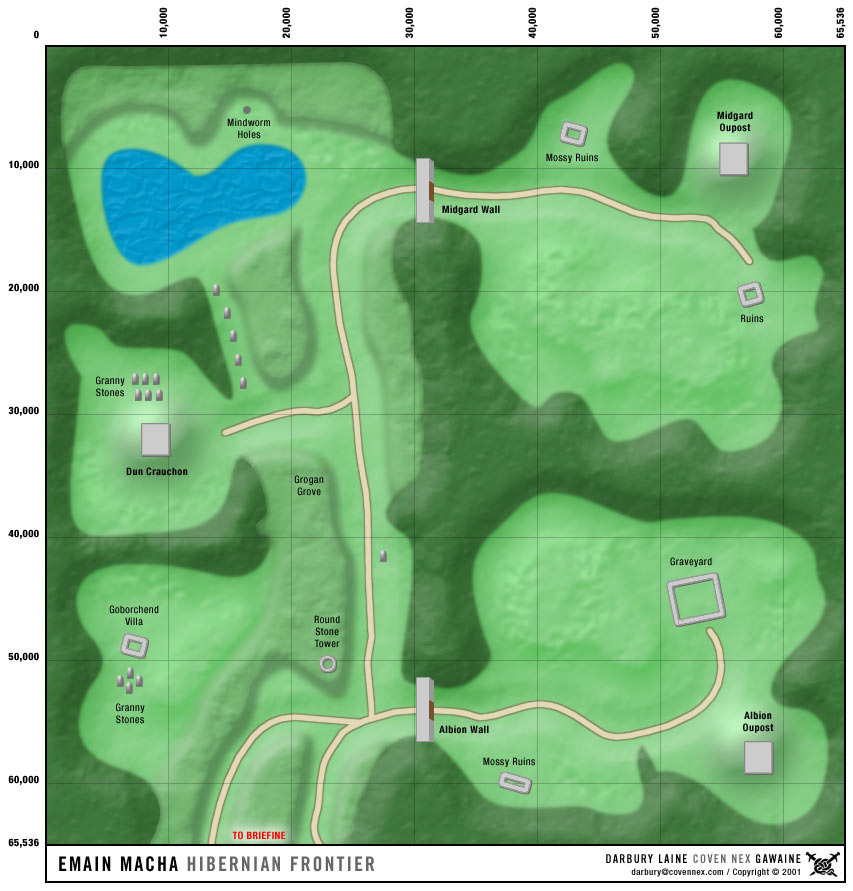 0
10,000
20,000
30,000
40,000
50,000
60,000
65,536
Midgard
Oupost
Mindworm
Holes
Mossy Ruins
10,000
Midgard Wall
20,000
Ruins
Granny
Stones
30,000
Dun Crauchon
Grogan
Grove
40,000
Graveyard
Goborchend
Villa
Round
Stone
Tower
50,000
Granny
Stones
Albion
Oupost
Albion Wall
Mossy Ruins
60,000
TO BRIEFINE
65,536
EMAIN MACHA HIBERNIAN FRONTIER
DARBURY LAINE COVEN NEX GAWAINE
darbury@covennex.com / Copyright © 2001